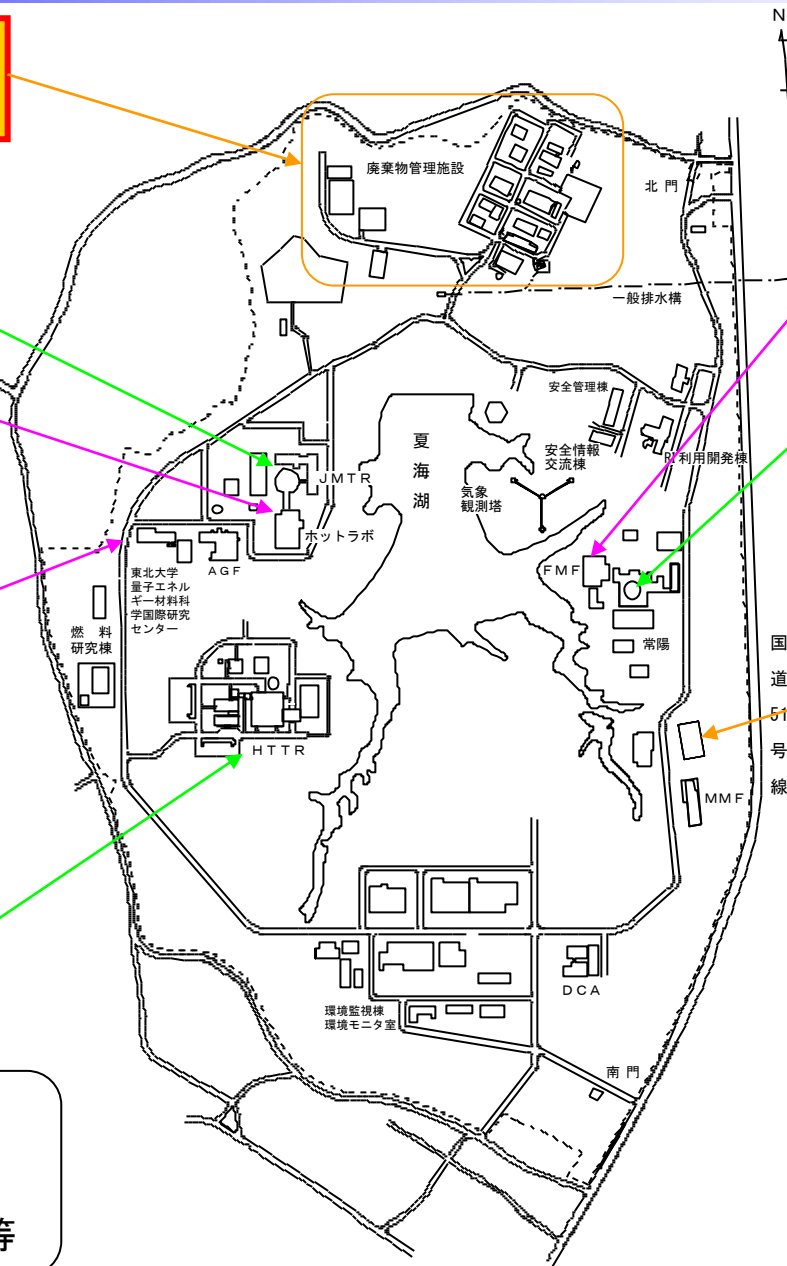 N
廃棄物管理施設
北門
一般排水構
安全管理棟
夏海湖
安全情報
交流棟
RI利用開発棟
気象
観測塔
JMTR
ホットラボ
FMF
東北大学
量子エネル
ギー材料科
学国際研究
センター
AGF
燃料
研究棟
常陽
国道51号線
HTTR
MMF
DCA
環境監視棟
環境モニタ室
南門
等